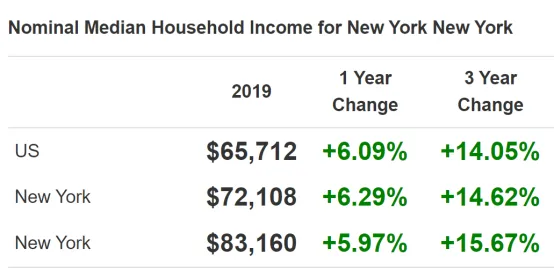 Nominal Median Household Income for New York New York
2019 1 Year Change 3 Year Change
US $65,712 +6.09% +14.05%
New York $72,108 +6.29% +14.62%
New York $83,160 +5.97% +15.67%